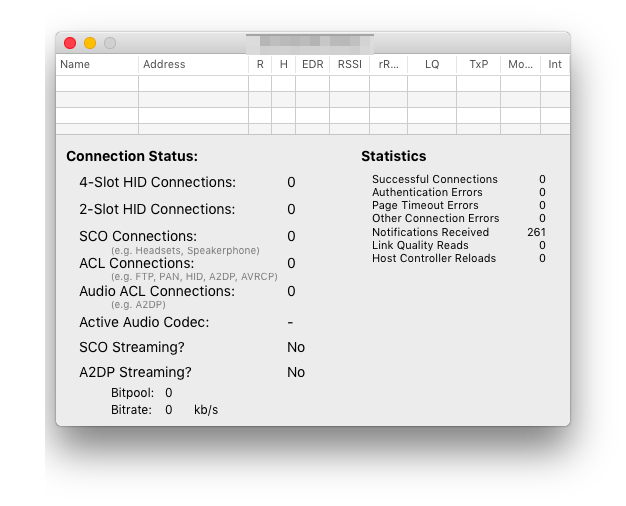 Name Address R H EDR RSSI rR... LQ TxP Mo... Int
Connection Status:
4-Slot HID Connections: 0
2-Slot HID Connections: 0
SCO Connections: 0
(e.g. Headsets, Speakerphone)
ACL Connections: 0
(e.g. FTP, PAN, HID, A2DP, AVRCP)
Audio ACL Connections: 0
(e.g. A2DP)
Active Audio Codec: -
SCO Streaming? No
A2DP Streaming? No
Bitpool: 0
Bitrate: 0 kb/s
Statistics
Successful Connections 0
Authentication Errors 0
Page Timeout Errors 0
Other Connection Errors 0
Notifications Received 261
Link Quality Reads 0
Host Controller Reloads 0